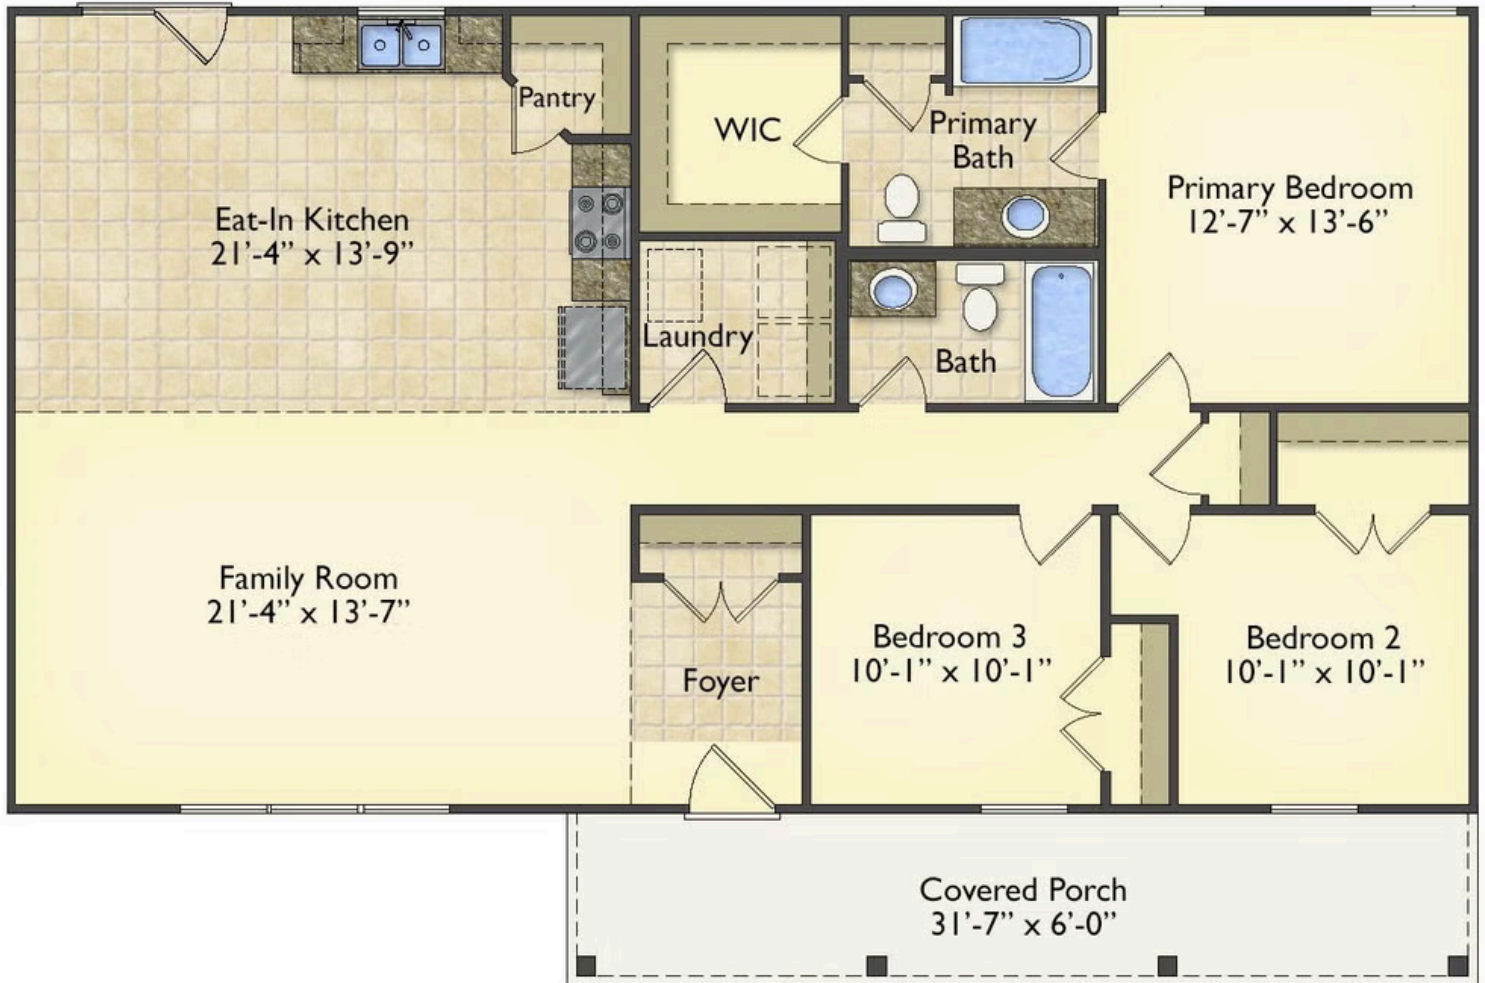 Pantry
WIC
Primary
Bath
Primary Bedroom
12’-7” x 13’-6”
Eat-In Kitchen
21’-4” x 13’-9”
Laundry
Bath
Family Room
21’-4” x 13’-7”
Foyer
Bedroom 3
10’-1” x 10’-1”
Bedroom 2
10’-1” x 10’-1”
Covered Porch
31’-7” x 6’-0”